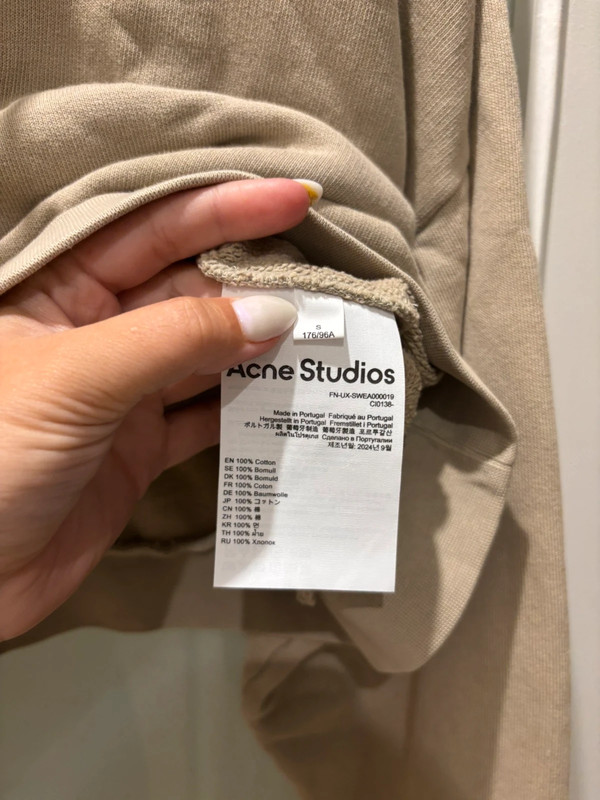 S
176/96A
Acne Studios
FN-UX-SWEA000019
CI0138-
Made in Portugal Fabriqué au Portugal
Hergestellt in Portugal Fremstillet i Portugal
ポルトガル製 葡萄牙制造 葡萄牙製造 포르투갈산
ผลิตในโปรตุเกส Сделано в Португалии
제조년월: 2024년 9월
EN 100% Cotton
SE 100% Bomull
DK 100% Bomuld
FR 100% Coton
DE 100% Baumwolle
JP 100% コットン
CN 100% 棉
ZH 100% 棉
KR 100% 면
TH 100% ฝ้าย
RU 100% Хлопок